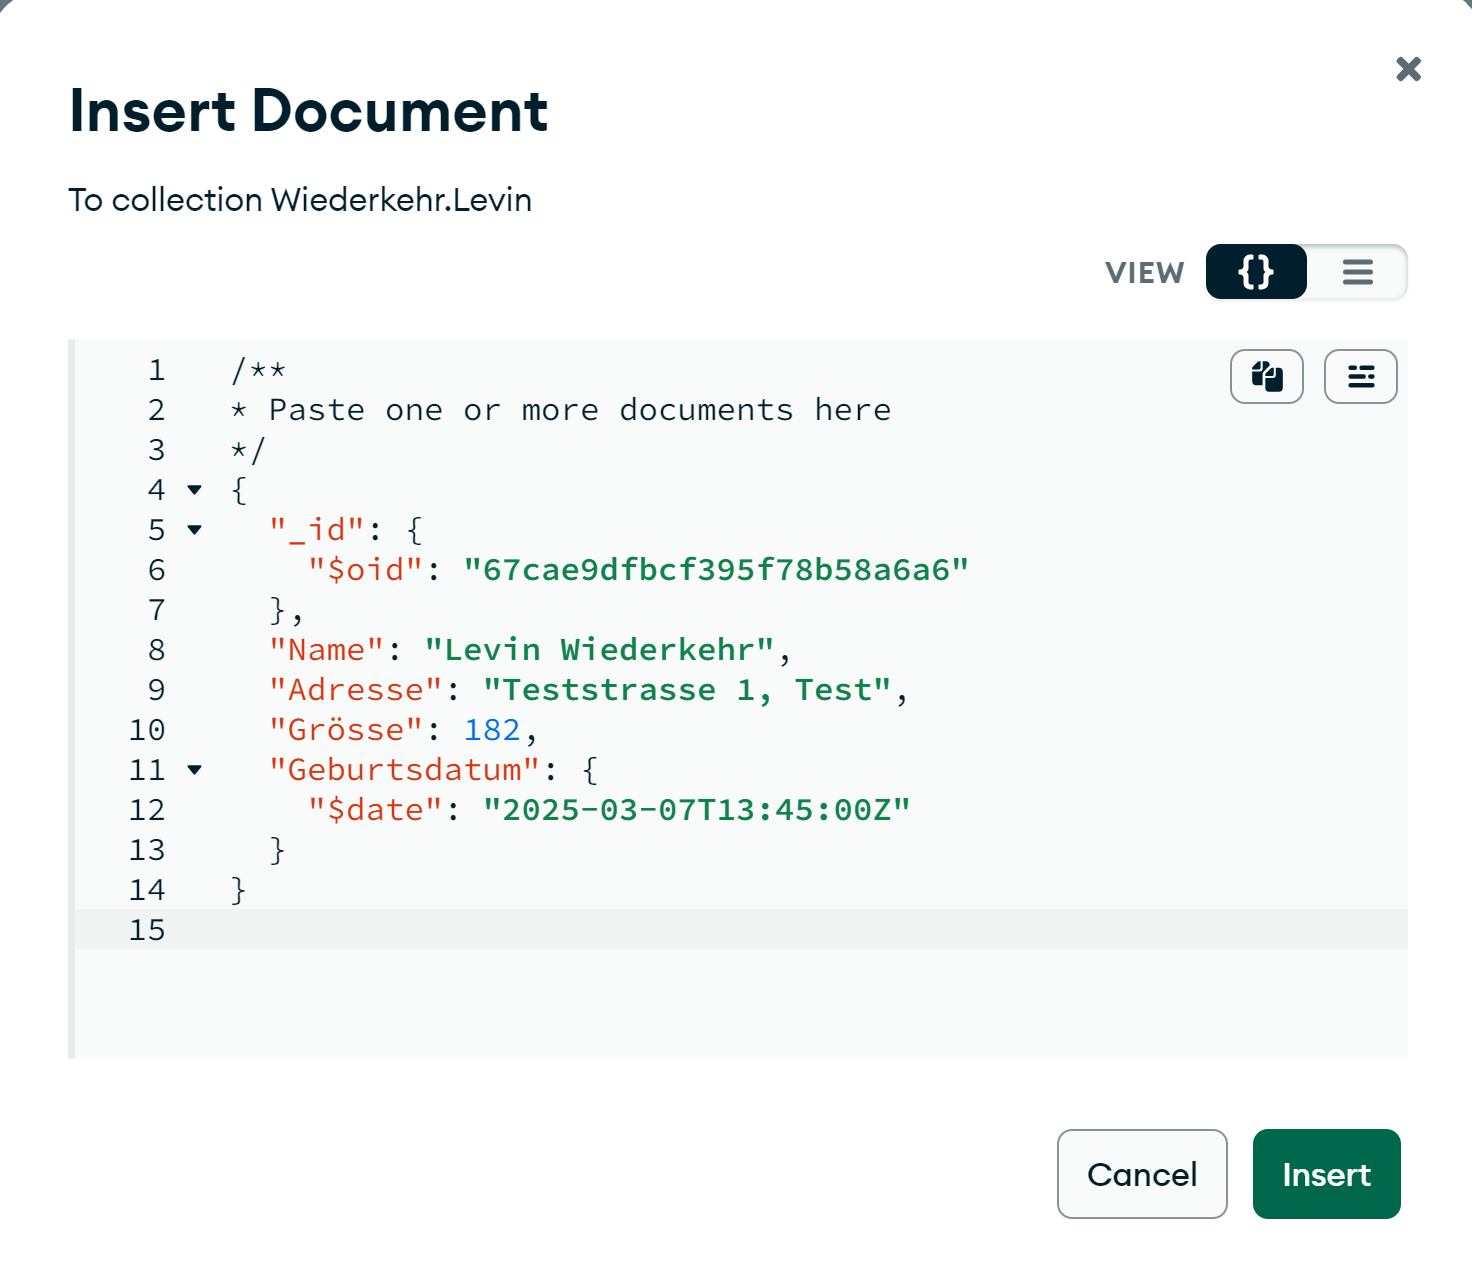 Insert Document
To collection Wiederkehr.Levin
VIEW {} 
1 /**
2 * Paste one or more documents here
3 */
4 {
5 "_id": {
6 "$oid": "67cae9dfbcf395f78b58a6a6"
7 },
8 "Name": "Levin Wiederkehr",
9 "Adresse": "Teststrasse 1, Test",
10 "Grösse": 182,
11 "Geburtsdatum": {
12 "$date": "2025-03-07T13:45:00Z"
13 }
14 }
15
Cancel Insert